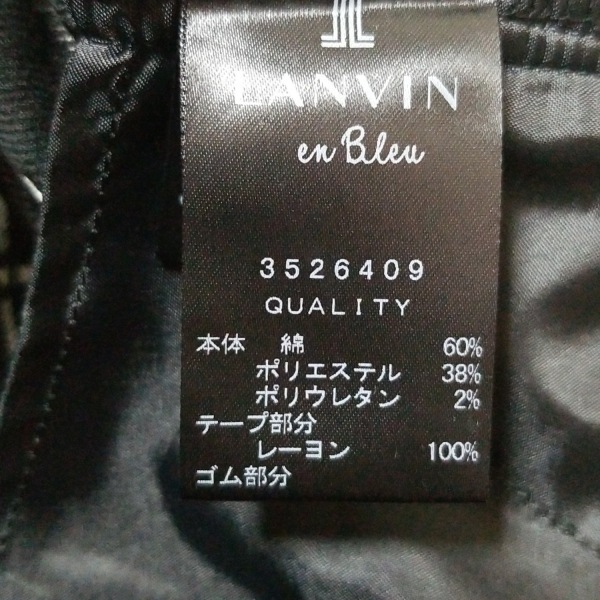 LANVIN
en Bleu
3526409
QUALITY
本体 綿 60%
ポリエステル 38%
ポリウレタン 2%
テープ部分
レーヨン 100%
ゴム部分